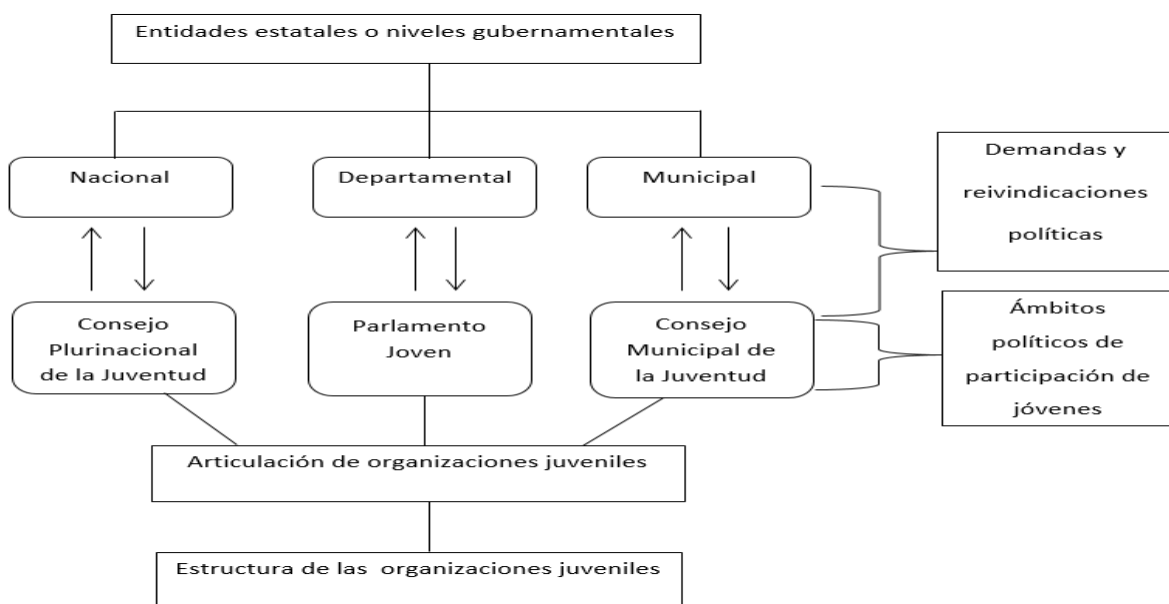 Entidades estatales o niveles gubernamentales
Nacional
Departamental
Municipal
Demandas y
reivindicaciones
políticas
Consejo
Plurinacional
de la Juventud
Parlamento
Joven
Consejo
Municipal de
la Juventud
Ámbitos
políticos de
participación de
jóvenes
Articulación de organizaciones juveniles
Estructura de las organizaciones juveniles